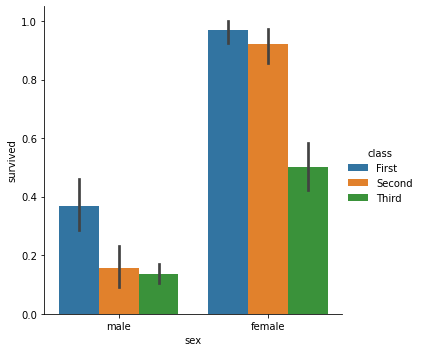 1.0
0.8
0.6
0.4
0.2
0.0
survived
male
female
sex
class
First
Second
Third